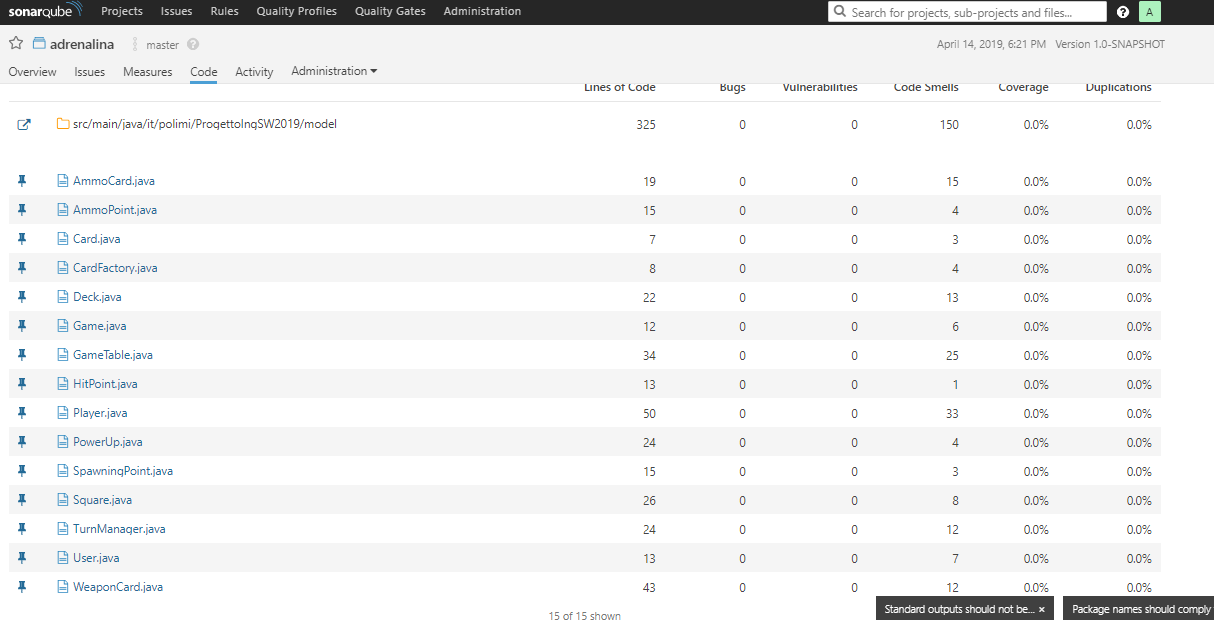 sonarqube Projects Issues Rules Quality Profiles Quality Gates Administration Search for projects, sub-projects and files... ? A
adrenalina master ? April 14, 2019, 6:21 PM Version 1.0-SNAPSHOT
Overview Issues Measures Code Activity Administration
Lines of Code Bugs Vulnerabilities Code Smells Coverage Duplications
src/main/java/it/polimi/ProgettoIngSW2019/model 325 0 0 150 0.0% 0.0%
AmmoCard.java 19 0 0 15 0.0% 0.0%
AmmoPoint.java 15 0 0 4 0.0% 0.0%
Card.java 7 0 0 3 0.0% 0.0%
CardFactory.java 8 0 0 4 0.0% 0.0%
Deck.java 22 0 0 13 0.0% 0.0%
Game.java 12 0 0 6 0.0% 0.0%
GameTable.java 34 0 0 25 0.0% 0.0%
HitPoint.java 13 0 0 1 0.0% 0.0%
Player.java 50 0 0 33 0.0% 0.0%
PowerUp.java 24 0 0 4 0.0% 0.0%
SpawningPoint.java 15 0 0 3 0.0% 0.0%
Square.java 26 0 0 8 0.0% 0.0%
TurnManager.java 24 0 0 12 0.0% 0.0%
User.java 13 0 0 7 0.0% 0.0%
WeaponCard.java 43 0 0 12 0.0% 0.0%
15 of 15 shown
Standard outputs should not be... × Package names should comply